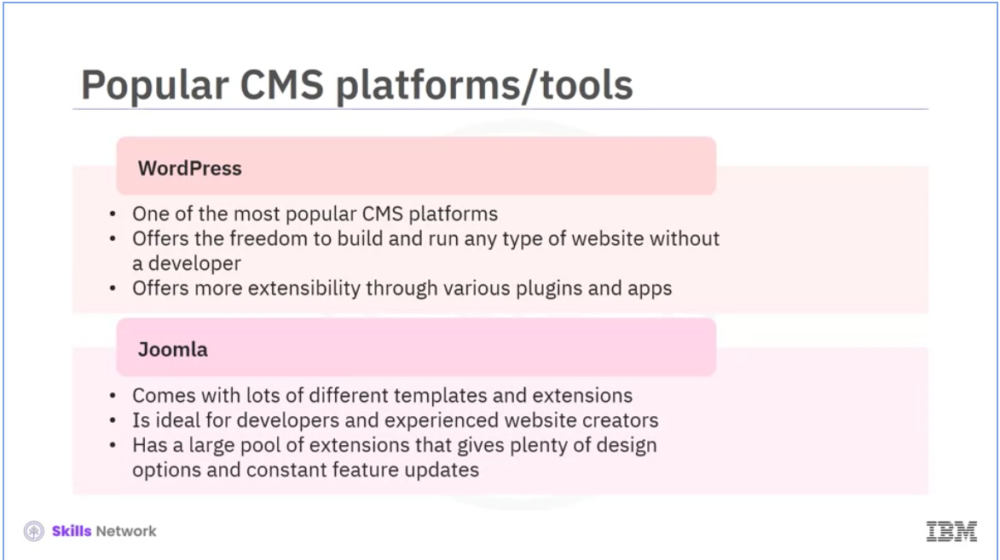 Popular CMS platforms/tools
WordPress
• One of the most popular CMS platforms
• Offers the freedom to build and run any type of website without
a developer
• Offers more extensibility through various plugins and apps
Joomla
• Comes with lots of different templates and extensions
• Is ideal for developers and experienced website creators
• Has a large pool of extensions that gives plenty of design
options and constant feature updates
Skills Network
IBM